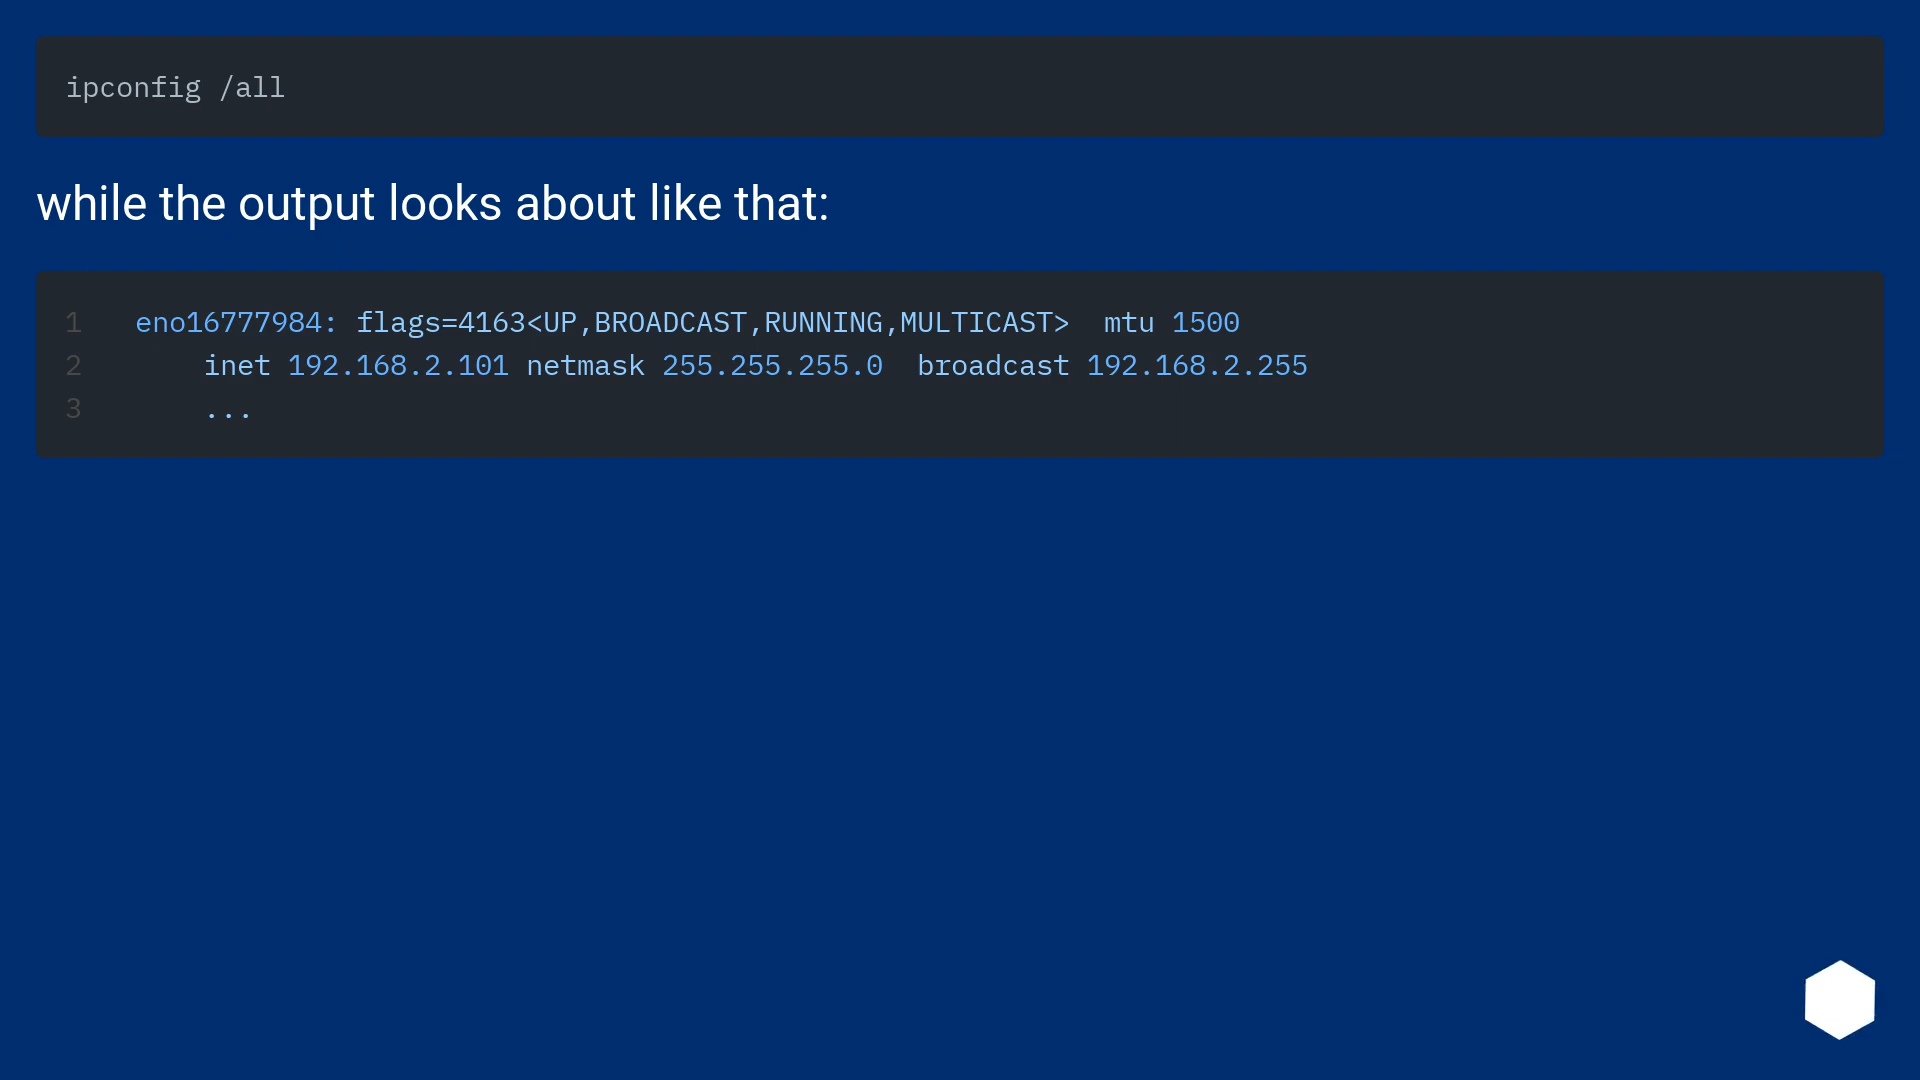 ipconfig /all
while the output looks about like that:
1 eno16777984: flags=4163<UP,BROADCAST,RUNNING,MULTICAST>  mtu 1500
2 inet 192.168.2.101 netmask 255.255.255.0  broadcast 192.168.2.255
3 ...